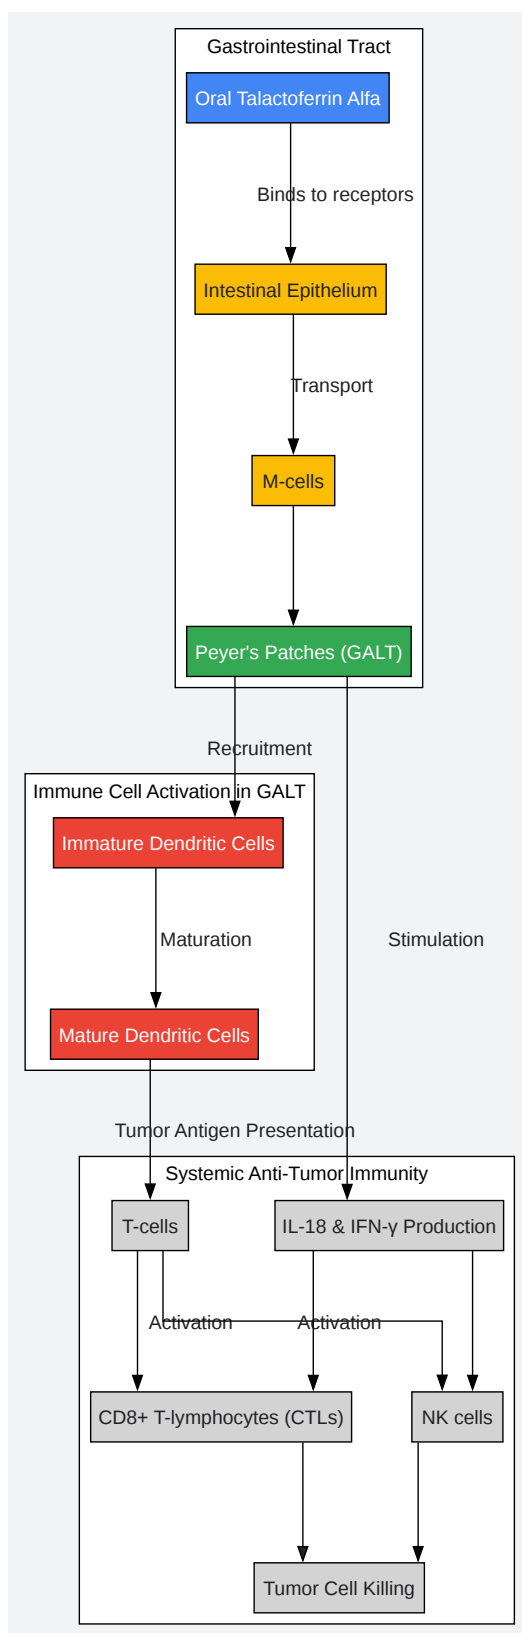 Gastrointestinal Tract
Oral Talactoferrin Alfa
Binds to receptors
Intestinal Epithelium
Transport
M-cells
Peyer's Patches (GALT)
Recruitment
Immune Cell Activation in GALT
Immature Dendritic Cells
Maturation
Stimulation
Mature Dendritic Cells
Tumor Antigen Presentation
Systemic Anti-Tumor Immunity
T-cells
IL-18 & IFN-γ Production
Activation
Activation
CD8+ T-lymphocytes (CTLs)
NK cells
Tumor Cell Killing